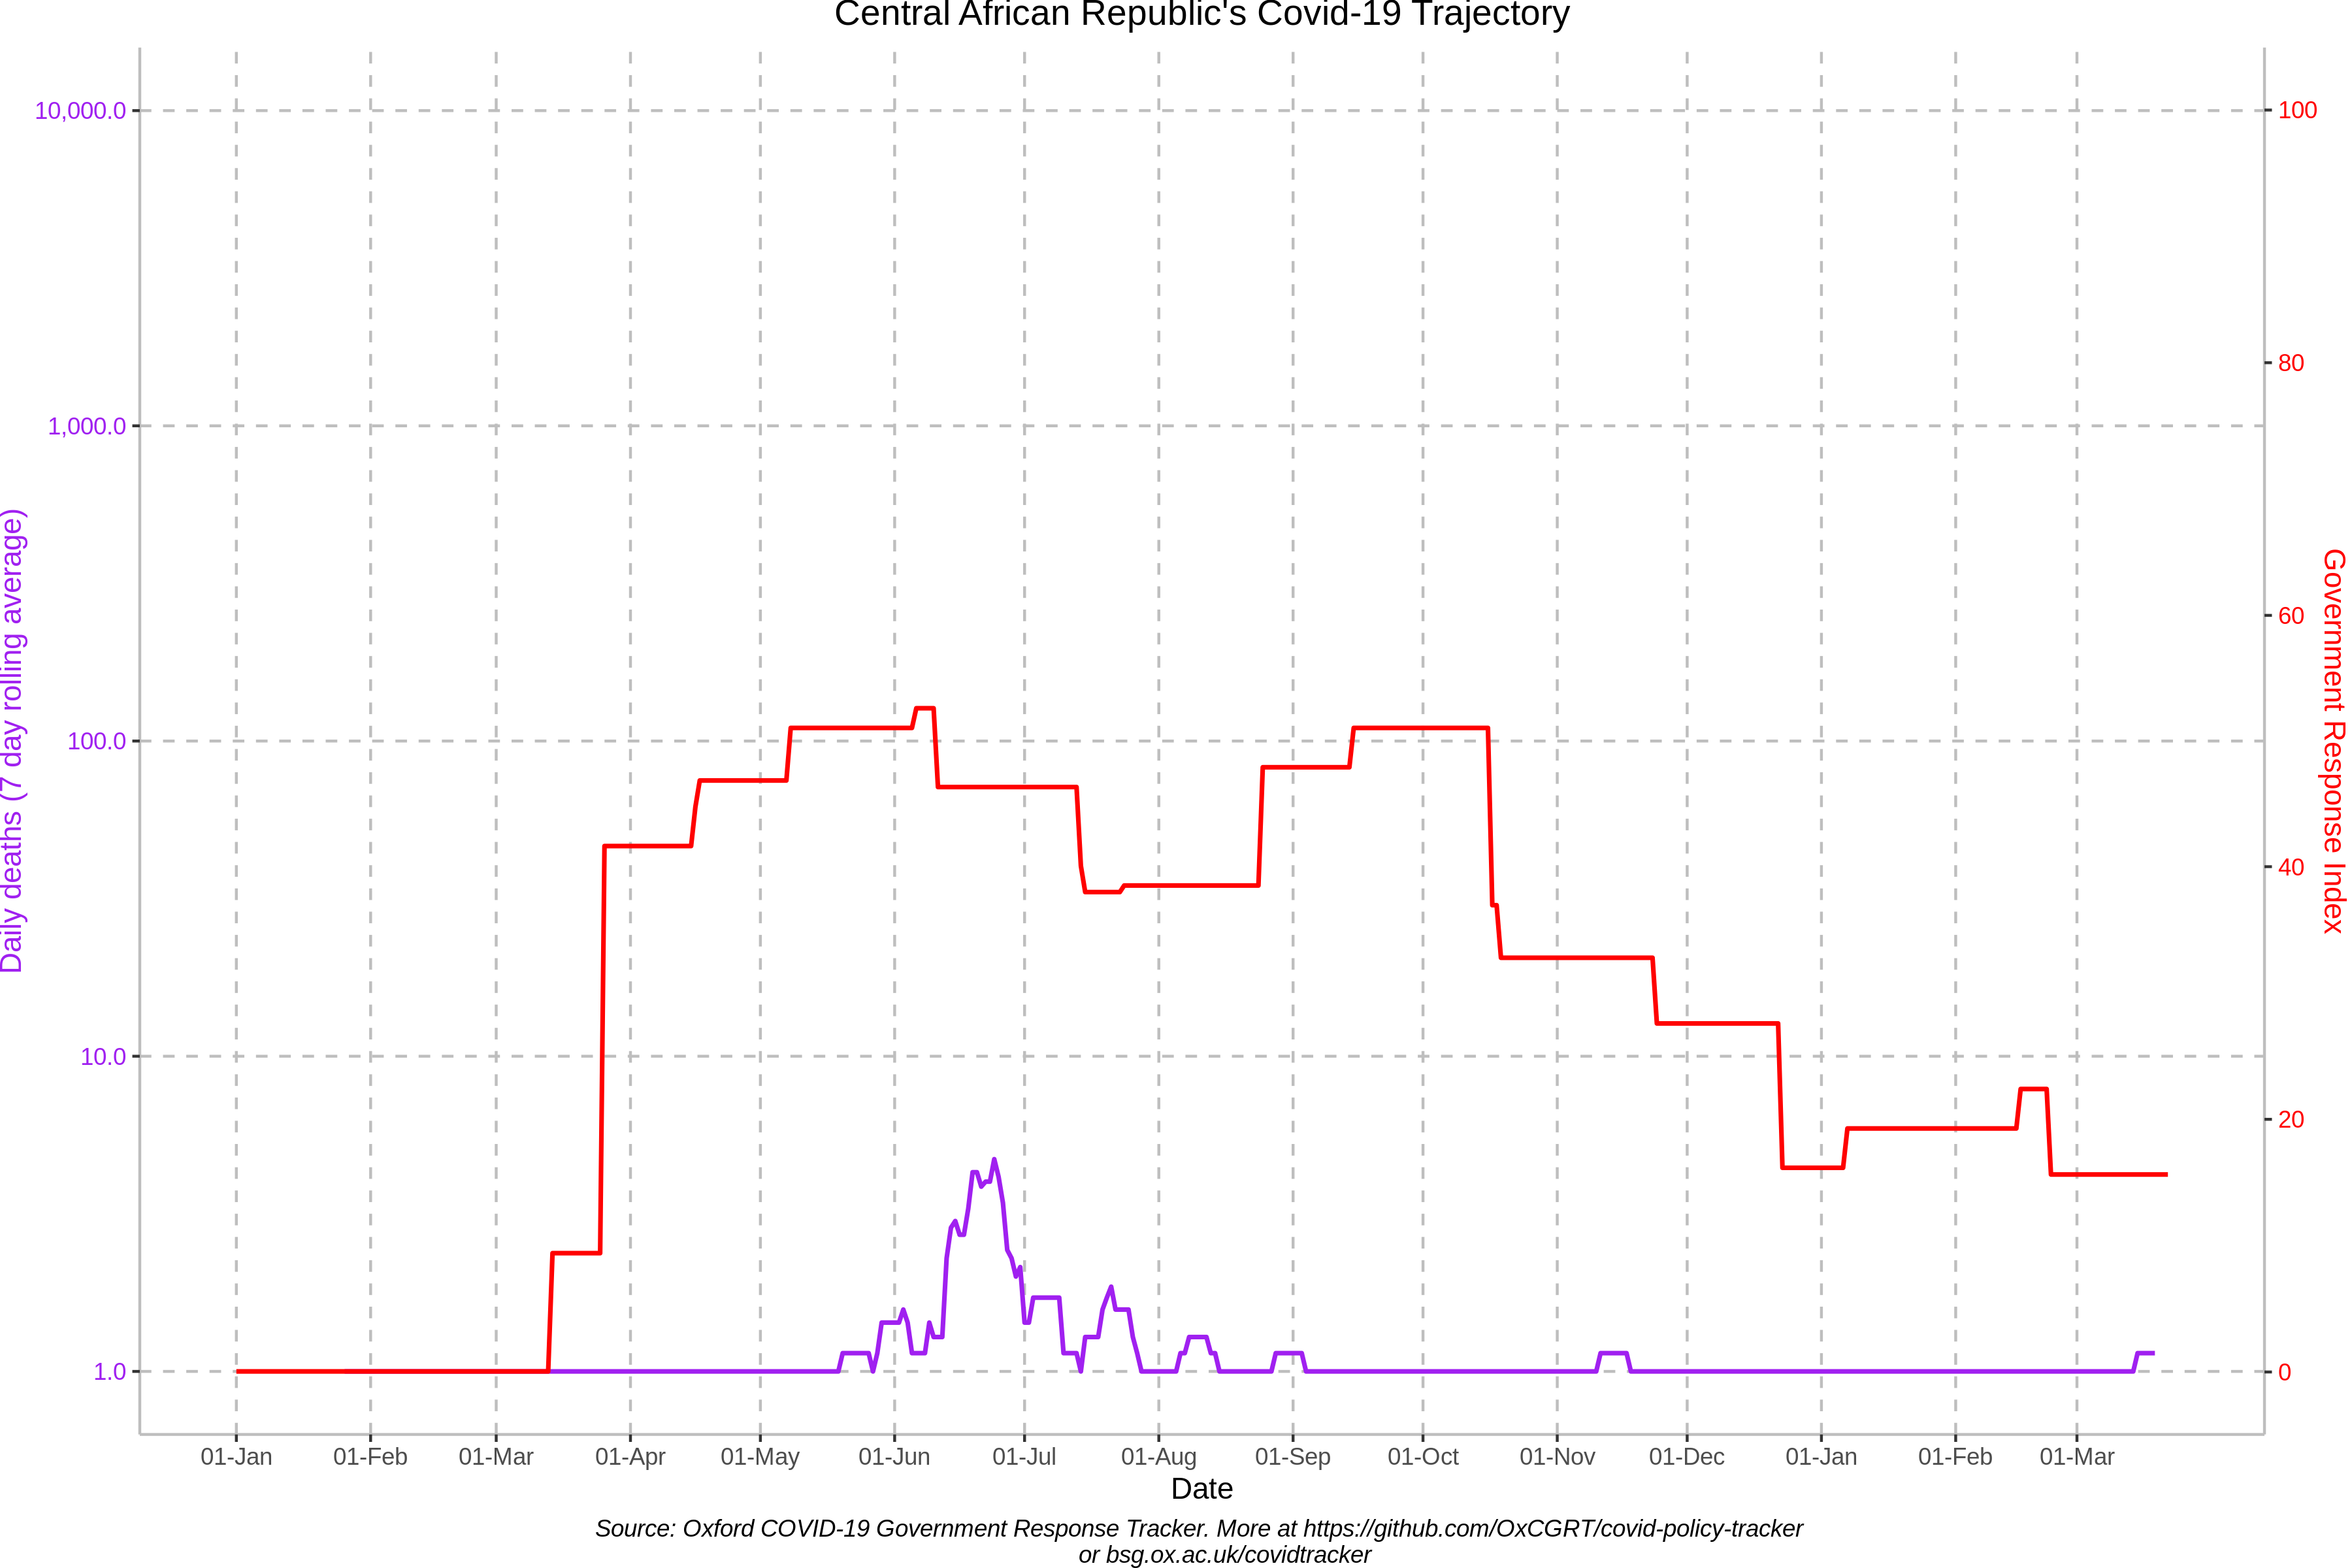 Central African Republic's Covid-19 Trajectory
10,000.0
1,000.0
100.0
10.0
1.0
Daily deaths (7 day rolling average)
100
80
60
40
20
0
Government Response Index
01-Jan 01-Feb 01-Mar 01-Apr 01-May 01-Jun 01-Jul 01-Aug 01-Sep 01-Oct 01-Nov 01-Dec 01-Jan 01-Feb 01-Mar
Date
Source: Oxford COVID-19 Government Response Tracker. More at https://github.com/OxCGRT/covid-policy-tracker
or bsg.ox.ac.uk/covidtracker